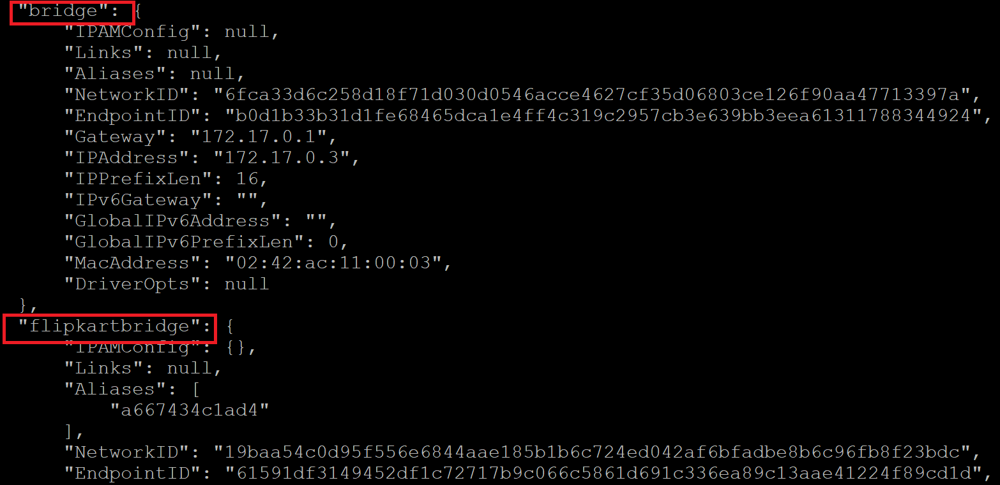 "bridge": {
"IPAMConfig": null,
"Links": null,
"Aliases": null,
"NetworkID": "6fca33d6c258d18f71d030d0546acce4627cf35d06803ce126f90aa47713397a",
"EndpointID": "b0d1b33b31d1fe68465dca1e4ff4c319c2957cb3e639bb3eea61311788344924",
"Gateway": "172.17.0.1",
"IPAddress": "172.17.0.3",
"IPPrefixLen": 16,
"IPv6Gateway": "",
"GlobalIPv6Address": "",
"GlobalIPv6PrefixLen": 0,
"MacAddress": "02:42:ac:11:00:03",
"DriverOpts": null
},
"flipkartbridge": {
"IPAMConfig": {},
"Links": null,
"Aliases": [
"a667434c1ad4"
],
"NetworkID": "19baa54c0d95f556e6844aae185b1b6c724ed042af6bfadbe8b6c96fb8f23bdc",
"EndpointID": "61591df3149452df1c72717b9c066c5861d691c336ea89c13aae41224f89cd1d",